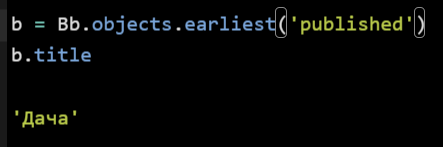 b = Bb.objects.earliest('published')
b.title
'Дача'